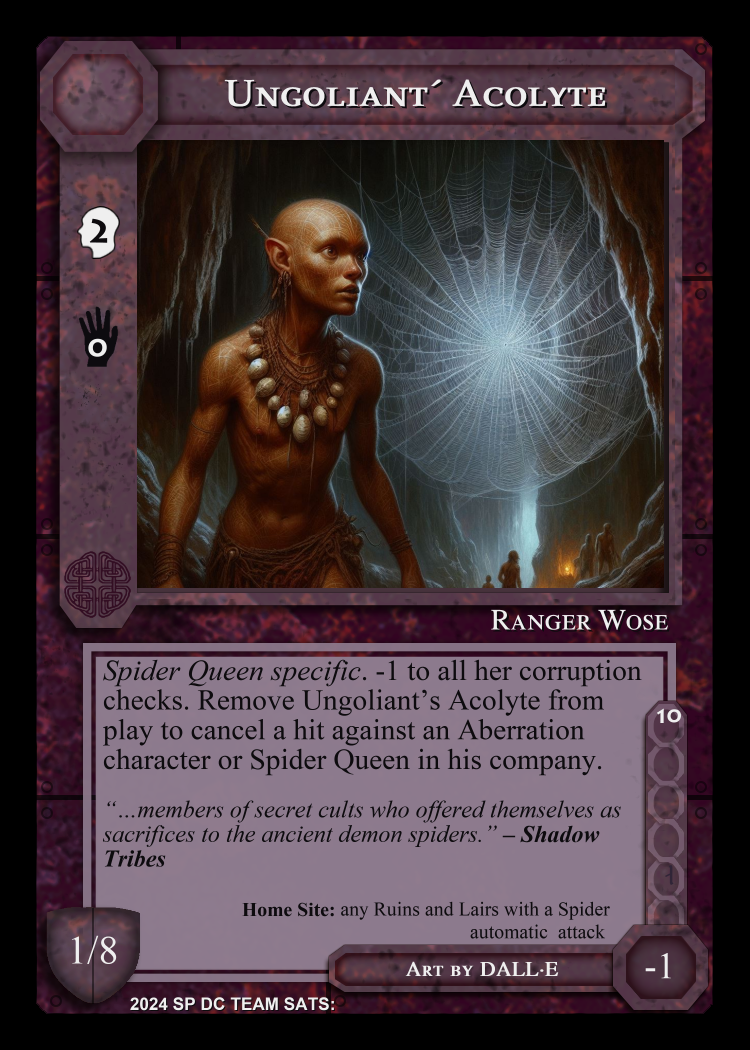 Ungoliant´ Acolyte
2
0
Ranger Wose
Spider Queen specific. -1 to all her corruption
checks. Remove Ungoliant’s Acolyte from
play to cancel a hit against an Aberration
character or Spider Queen in his company.
10
“...members of secret cults who offered themselves as
sacrifices to the ancient demon spiders.” – Shadow
Tribes
Home Site: any Ruins and Lairs with a Spider
automatic attack
1/8
Art by DALL·E
-1
2024 SP DC TEAM SATS: